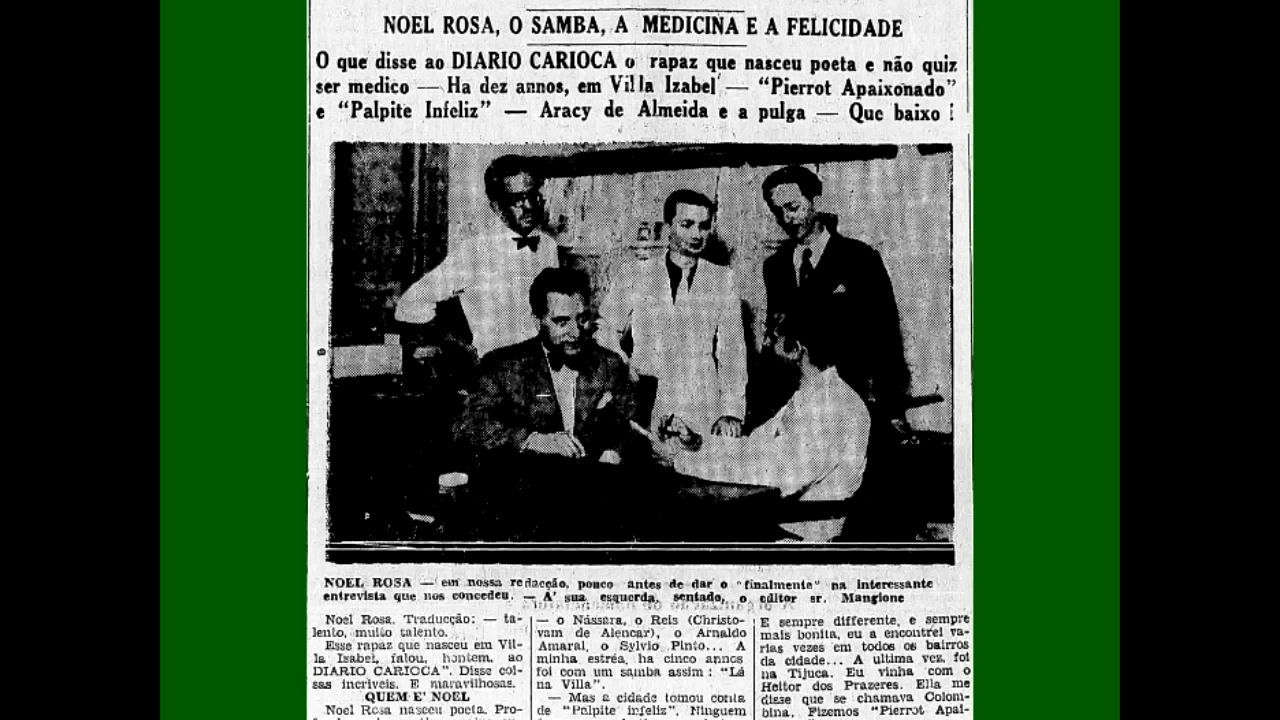 NOEL ROSA, O SAMBA, A MEDICINA E A FELICIDADE
O que disse ao DIARIO CARIOCA o rapaz que nasceu poeta e não quiz
ser medico — Ha dez annos, em Villa Izabel — "Pierrot Apaixonado"
e "Palpite Infeliz" — Aracy de Almeida e a pulga — Que baixo !
NOEL ROSA — em nossa redacção, pouco antes de dar o "finalmente" na interessante
entrevista que nos concedeu. — A' sua esquerda, sentado, o editor sr. Mangione
Noel Rosa. Traducção: — ta-
lento, muito talento.
Esse rapaz que nasceu em Vil-
la Isabel, falou, hontem, ao
DIARIO CARIOCA". Disse coi-
sas incriveis. E maravilhosas.
QUEM E' NOEL
Noel Rosa nasceu poeta. Pro-
— o Nássara, o Reis (Christo-
vam de Alencar), o Arnaldo
Amaral, o Sylvio Pinto... A
minha estréa, ha cinco annos
foi com um samba assim : "Lá
na Villa".
— Mas a cidade tomou conta
de "Palpite infeliz". Ninguem
E sempre differente, e sempre
mais bonita, eu a encontrei va-
rias vezes em todos os bairros
da cidade... A ultima vez, foi
na Tijuca. Eu vinha com o
Heitor dos Prazeres. Ella me
disse que se chamava Colom-
bina. Fizemos "Pierrot Apai-